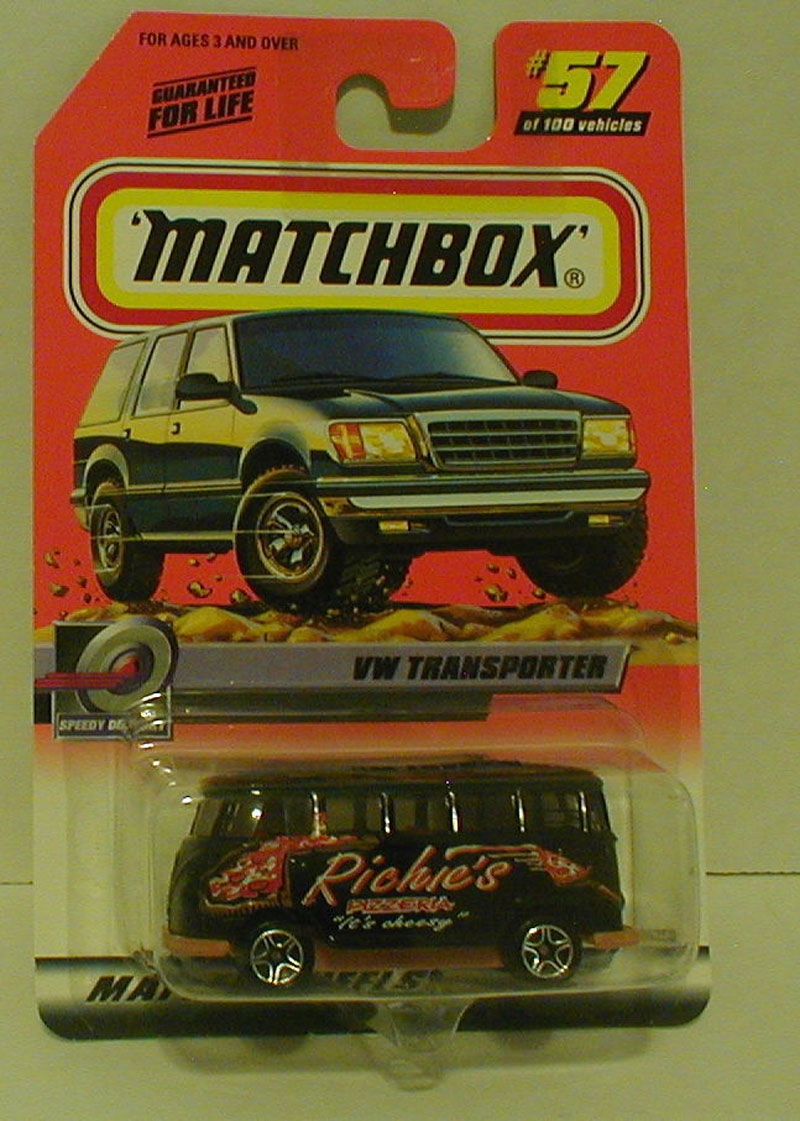 FOR AGES 3 AND OVER
GUARANTEED
FOR LIFE
#57
of 100 vehicles
'MATCHBOX'®
VW TRANSPORTER
SPEEDY DELIVERY
Richie's
PIZZERIA
"It's cheesy"